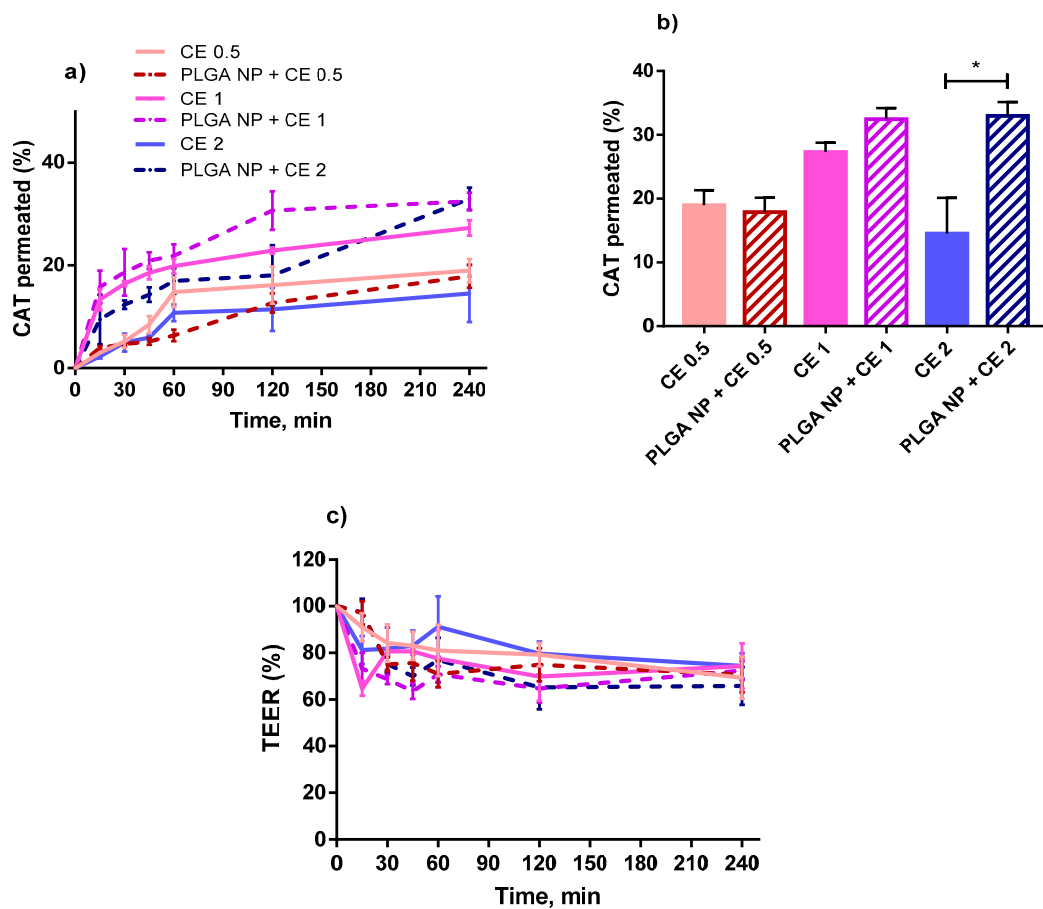 a)
CE 0.5
PLGA NP + CE 0.5
CE 1
PLGA NP + CE 1
CE 2
PLGA NP + CE 2
CAT permeated (%)
40
20
0
0 30 60 90 120 150 180 210 240
Time, min
b)
*
CAT permeated (%)
40
30
20
10
0
CE 0.5
PLGA NP + CE 0.5
CE 1
PLGA NP + CE 1
CE 2
PLGA NP + CE 2
c)
TEER (%)
120
100
80
60
40
20
0
0 30 60 90 120 150 180 210 240
Time, min